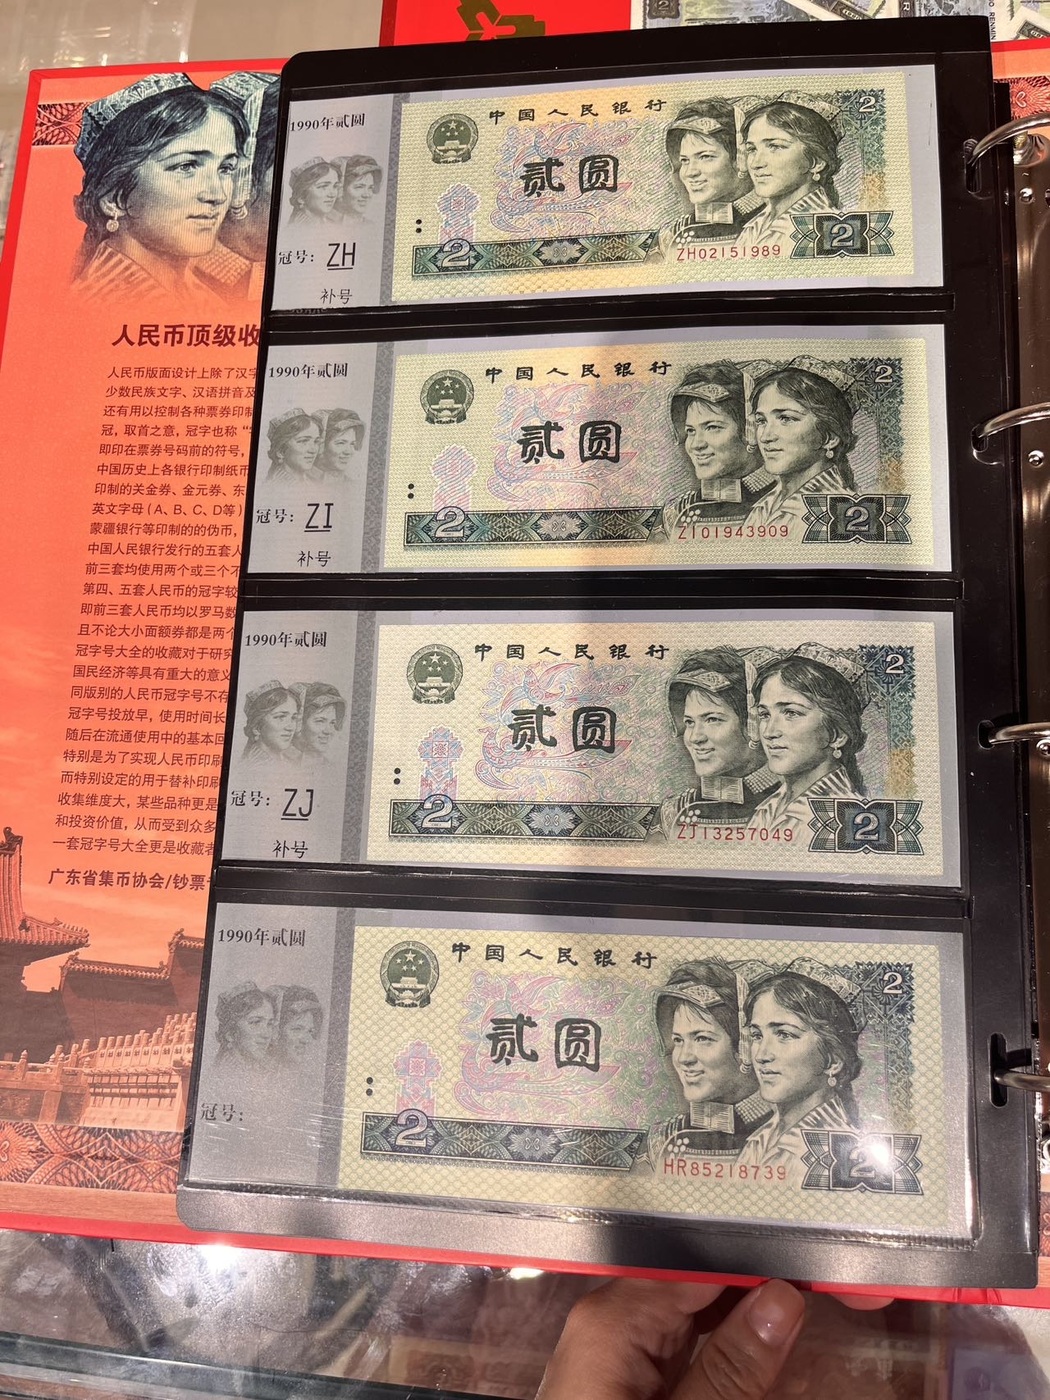 人民币顶级收
人民币版面设计上除了汉字
少数民族文字、汉语拼音及
还有用以控制各种票券印制
冠，取首之意，冠字也称“
即印在票券号码前的符号，
中国历史上各银行印制纸币
印制的关金券、金元券、东
英文字母（A、B、C、D等）
蒙疆银行等印制的的伪币，
中国人民银行发行的五套人
前三套均使用两个或三个不
第四、五套人民币的冠字较
即前三套人民币均以罗马数
且不论大小面额券都是两个
冠字号大全的收藏对于研究
国民经济等具有重大的意义
同版别的人民币冠字号不在
冠字号投放早，使用时间长
随后在流通使用中的基本回
特别是为了实现人民币印刷
而特别设定的用于替补印刷
收集维度大，某些品种更是
和投资价值，从而受到众多
一套冠字号大全更是收藏者
广东省集币协会/钞票
1990年贰圆
冠号: ZH
补号
中国人民银行
贰圆
2
2
2
ZH02151989
1990年贰圆
冠号: ZI
补号
中国人民银行
贰圆
2
2
2
ZI01943909
1990年贰圆
冠号: ZJ
补号
中国人民银行
贰圆
2
2
2
ZJ13257049
1990年贰圆
冠号:
中国人民银行
贰圆
2
2
2
HR85218739